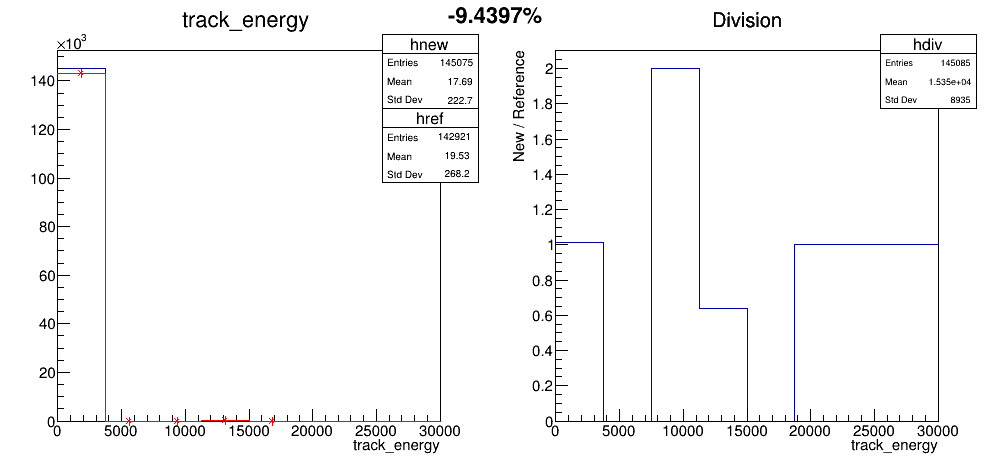 track_energy
-9.4397%
Division
×10³
hnew
Entries 145075
Mean 17.69
Std Dev 222.7
href
Entries 142921
Mean 19.53
Std Dev 268.2
140
120
100
80
60
40
20
0
0 5000 10000 15000 20000 25000 30000
track_energy
hdiv
Entries 145085
Mean 1.535e+04
Std Dev 8935
New / Reference
2
1.8
1.6
1.4
1.2
1
0.8
0.6
0.4
0.2
0
0 5000 10000 15000 20000 25000 30000
track_energy